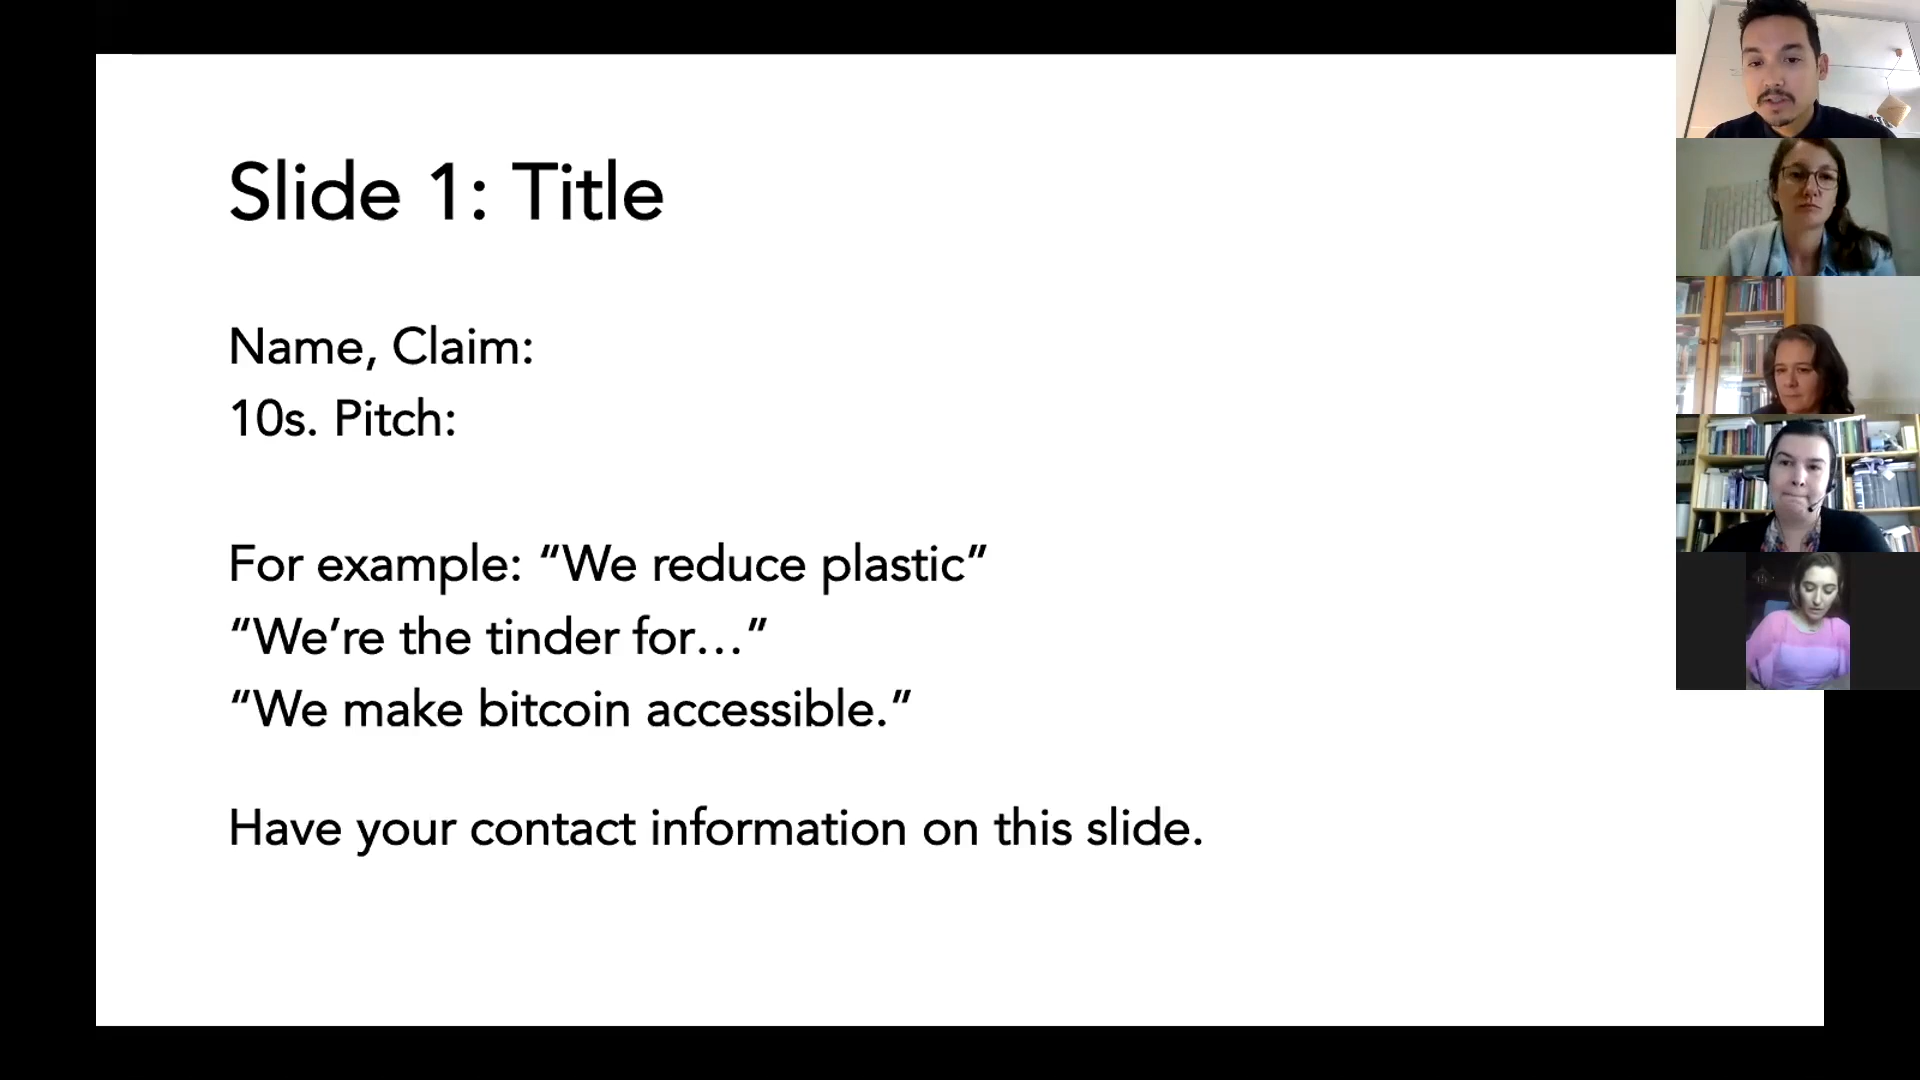 Slide 1: Title
Name, Claim:
10s. Pitch:
For example: “We reduce plastic”
“We’re the tinder for…”
“We make bitcoin accessible.”
Have your contact information on this slide.